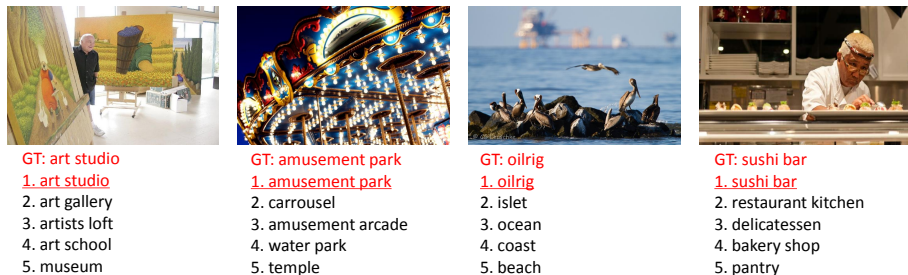 GT: art studio
1. art studio
2. art gallery
3. artists loft
4. art school
5. museum
GT: amusement park
1. amusement park
2. carrousel
3. amusement arcade
4. water park
5. temple
GT: oilrig
1. oilrig
2. islet
3. ocean
4. coast
5. beach
GT: sushi bar
1. sushi bar
2. restaurant kitchen
3. delicatessen
4. bakery shop
5. pantry